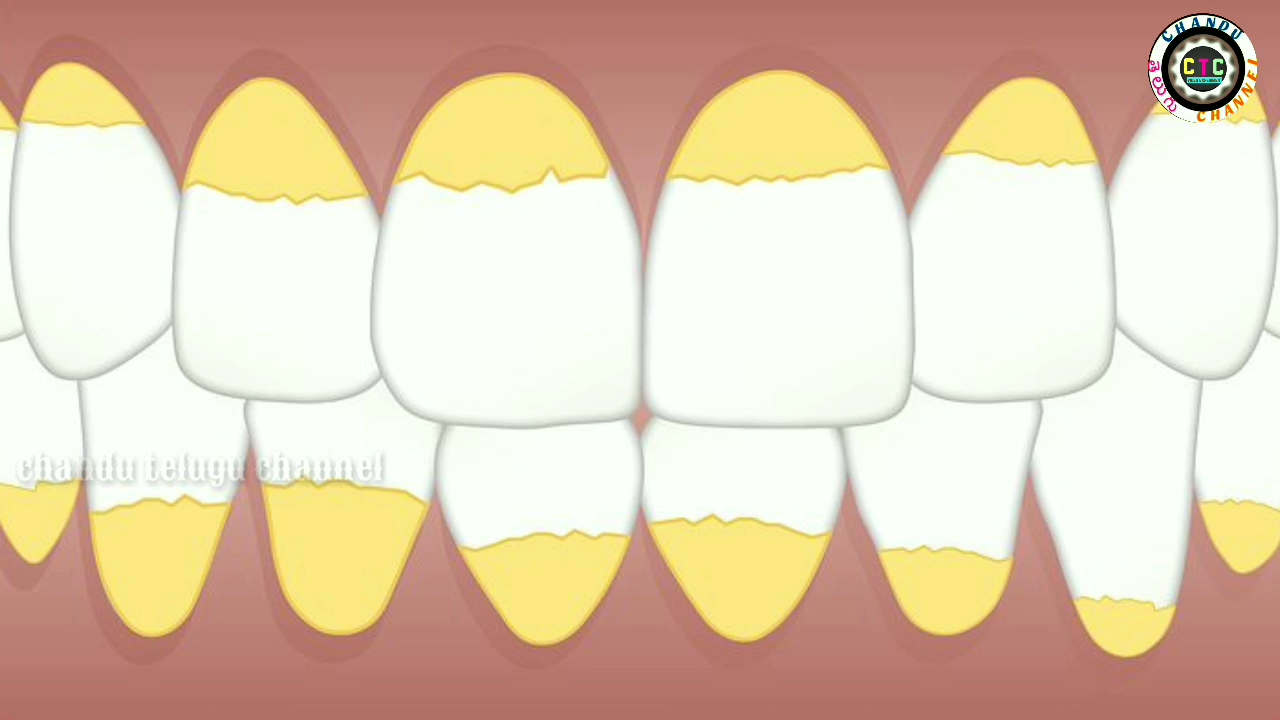 CHANDU
తెలుగు
CTC
CHANNEL
chandu telugu channel